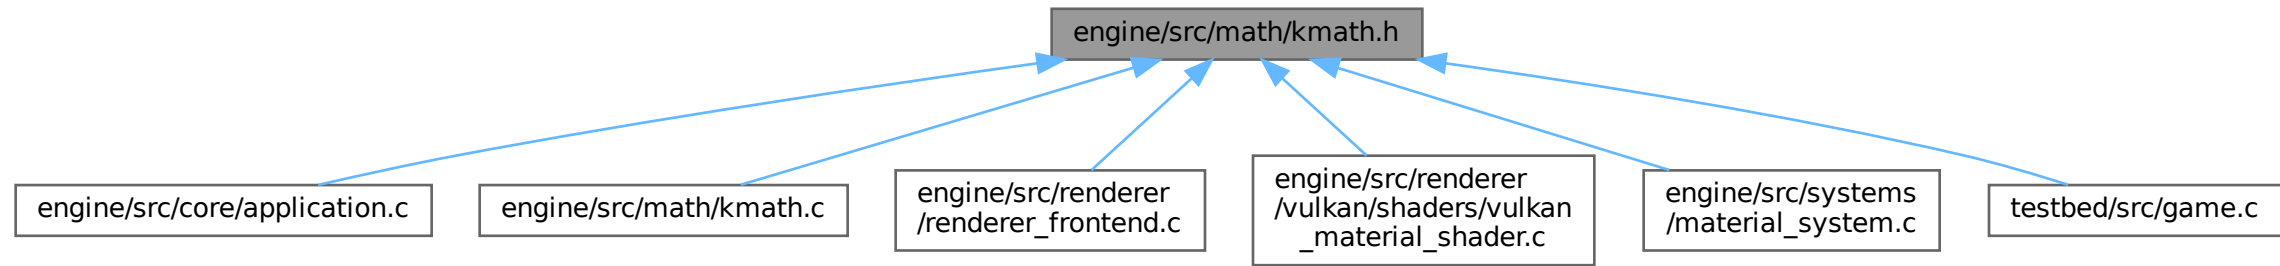 engine/src/math/kmath.h
engine/src/core/application.c
engine/src/math/kmath.c
engine/src/renderer
/renderer_frontend.c
engine/src/renderer
/vulkan/shaders/vulkan
_material_shader.c
engine/src/systems
/material_system.c
testbed/src/game.c